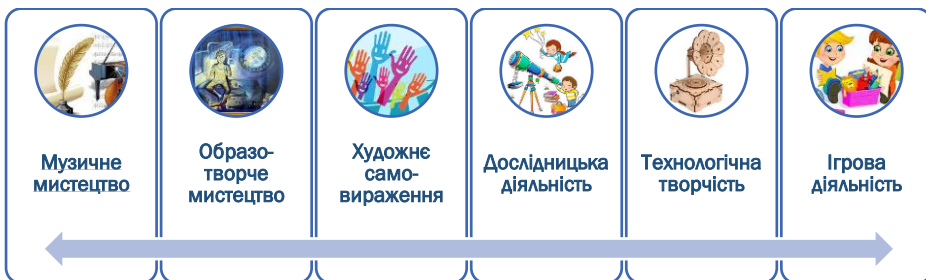 Музичне
мистецтво
Образо-
творче
мистецтво
Художнє
само-
вираження
Дослідницька
діяльність
Технологічна
творчість
Ігрова
діяльність